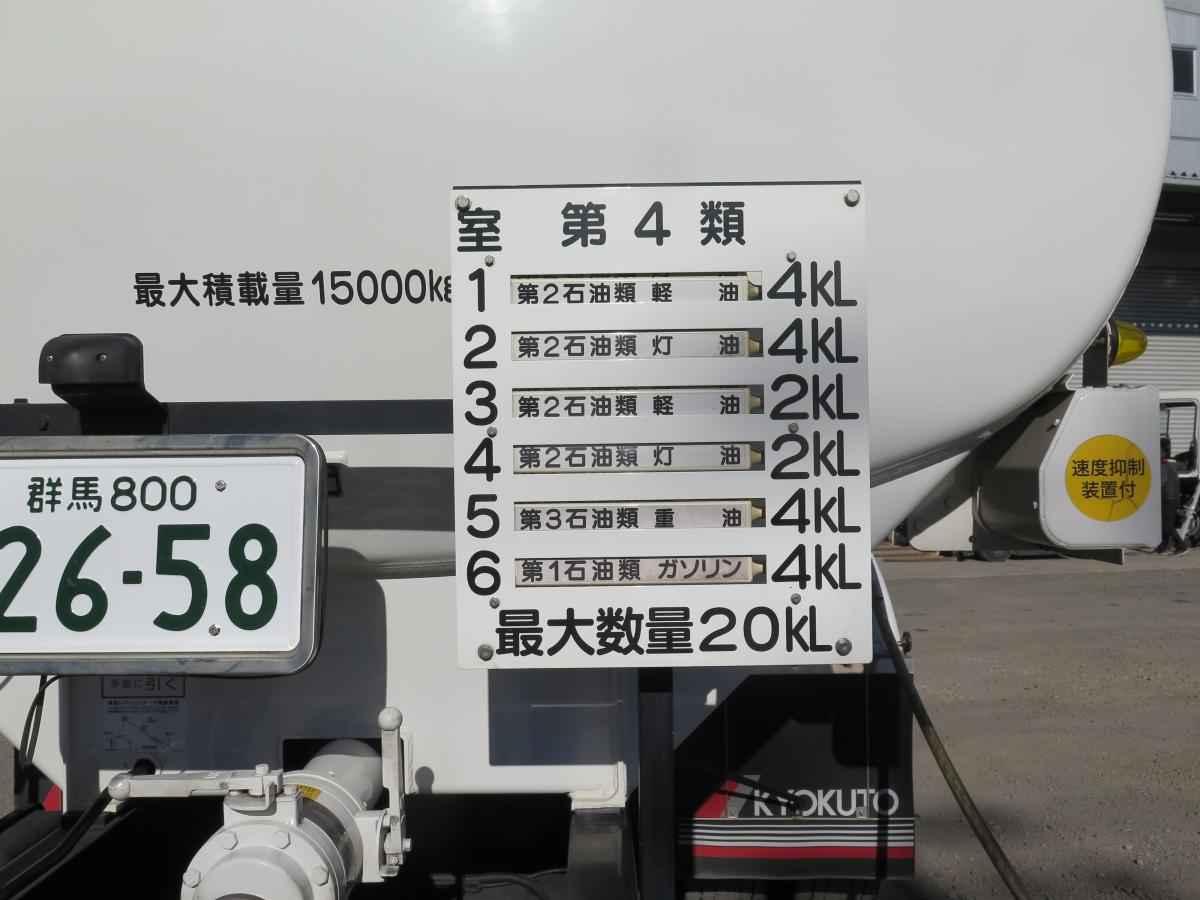 室 第4類
最大積載量15000kg
1 第2石油類 軽 油 4kL
2 第2石油類 灯 油 4kL
3 第2石油類 軽 油 2kL
4 第2石油類 灯 油 2kL
5 第3石油類 重 油 4kL
6 第1石油類 ガソリン 4kL
最大数量20kL
速度抑制
装置付
群馬800
26-58
手前に引く
KYOKUTO